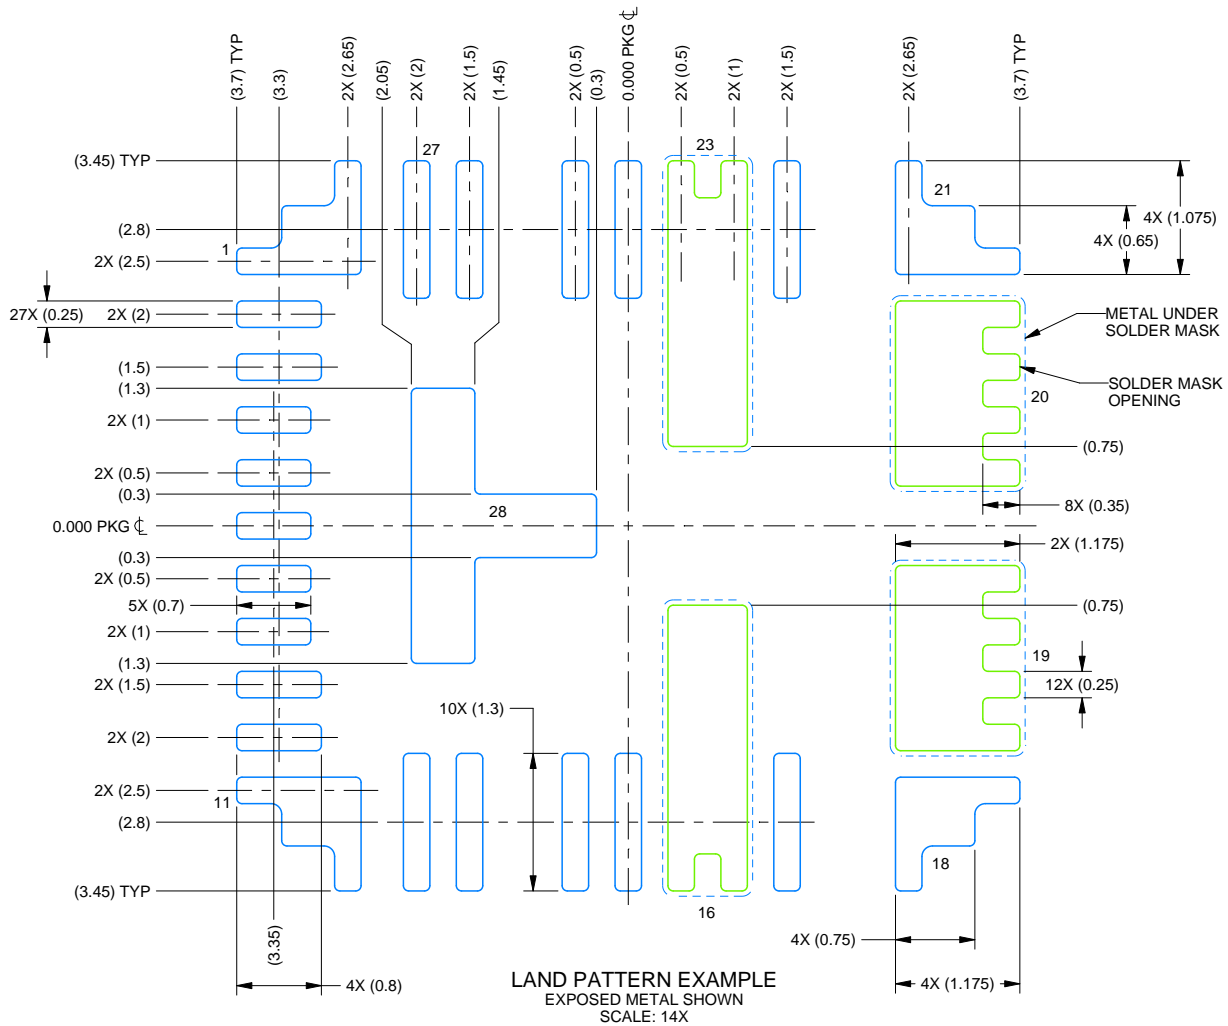 (3.7) TYP
(3.3)
2X (2.65)
(2.05)
2X (2)
2X (1.5)
(1.45)
2X (0.5)
(0.3)
0.000 PKG ℄
2X (0.5)
2X (1)
2X (1.5)
2X (2.65)
(3.7) TYP
27
23
(3.45) TYP
21
4X (1.075)
4X (0.65)
(2.8)
1
2X (2.5)
27X (0.25)
2X (2)
METAL UNDER
SOLDER MASK
(1.5)
(1.3)
SOLDER MASK
OPENING
20
2X (1)
(0.75)
2X (0.5)
(0.3)
28
8X (0.35)
0.000 PKG ℄
2X (1.175)
(0.3)
2X (0.5)
5X (0.7)
(0.75)
2X (1)
(1.3)
19
2X (1.5)
12X (0.25)
10X (1.3)
2X (2)
2X (2.5)
11
(2.8)
18
(3.45) TYP
16
(3.35)
4X (0.75)
4X (0.8)
4X (1.175)
LAND PATTERN EXAMPLE
EXPOSED METAL SHOWN
SCALE: 14X